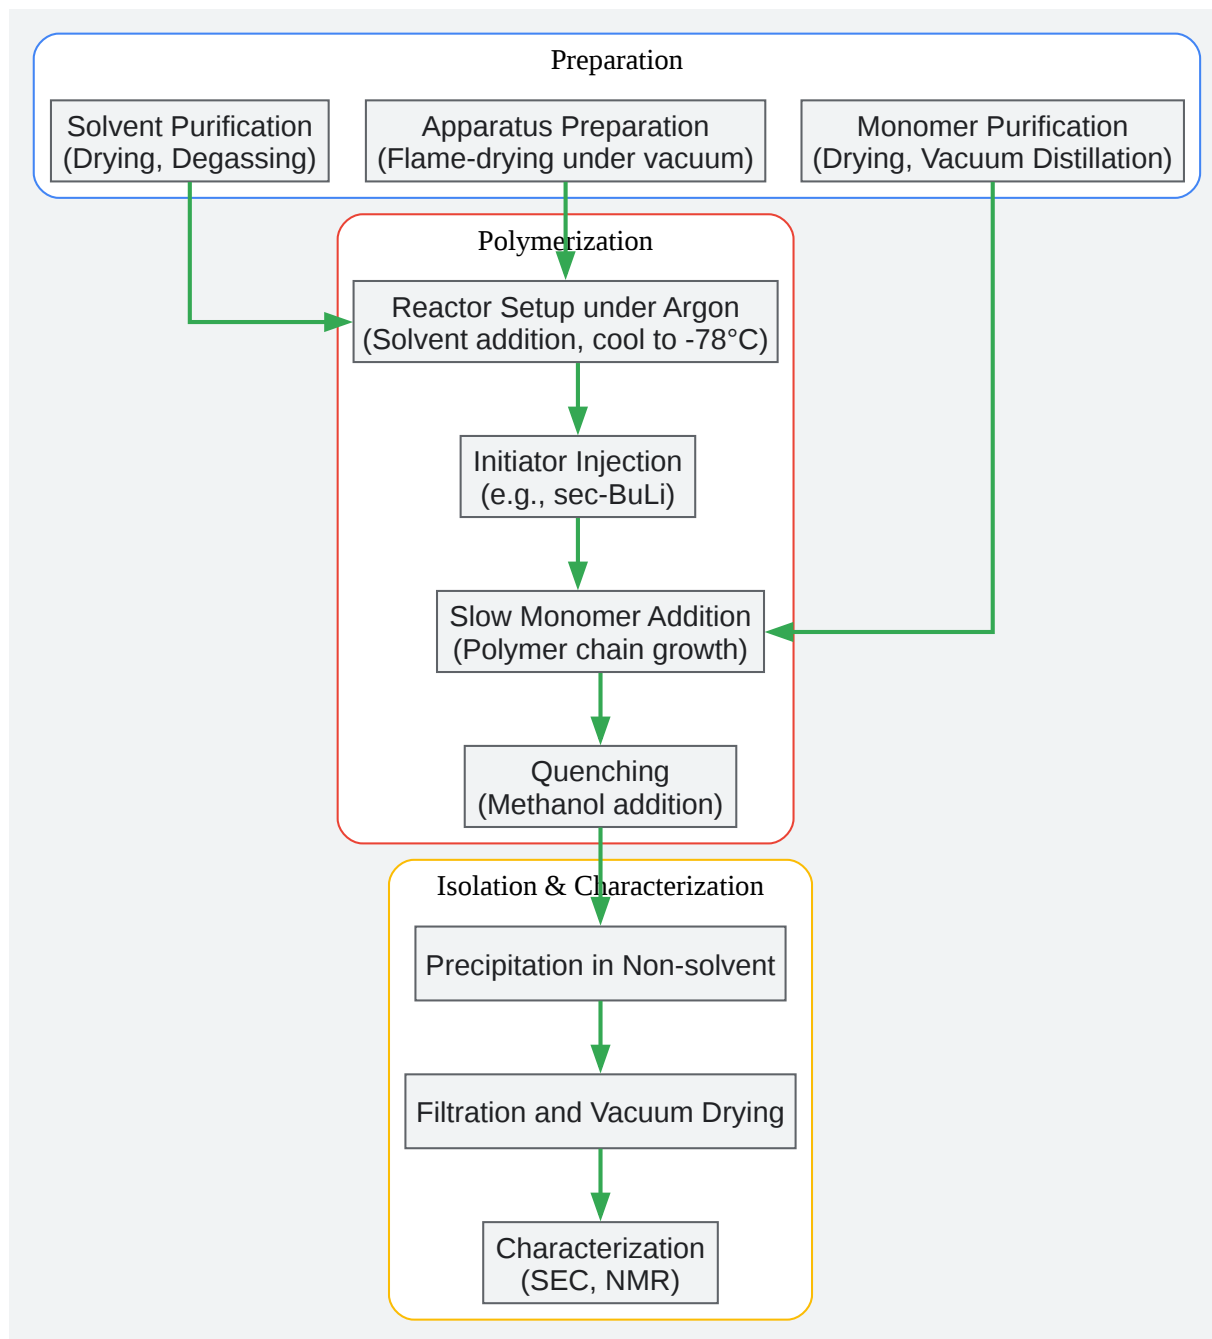 Preparation
Solvent Purification
(Drying, Degassing)
Apparatus Preparation
(Flame-drying under vacuum)
Monomer Purification
(Drying, Vacuum Distillation)
Polymerization
Reactor Setup under Argon
(Solvent addition, cool to -78°C)
Initiator Injection
(e.g., sec-BuLi)
Slow Monomer Addition
(Polymer chain growth)
Quenching
(Methanol addition)
Isolation & Characterization
Precipitation in Non-solvent
Filtration and Vacuum Drying
Characterization
(SEC, NMR)